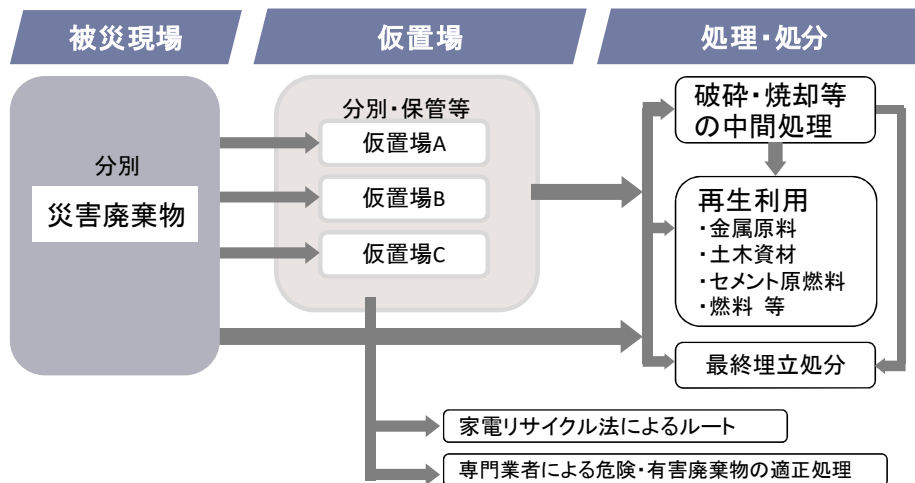 被災現場
仮置場
処理・処分
分別
災害廃棄物
分別・保管等
仮置場A
仮置場B
仮置場C
破砕・焼却等
の中間処理
再生利用
・金属原料
・土木資材
・セメント原燃料
・燃料 等
最終埋立処分
家電リサイクル法によるルート
専門業者による危険・有害廃棄物の適正処理